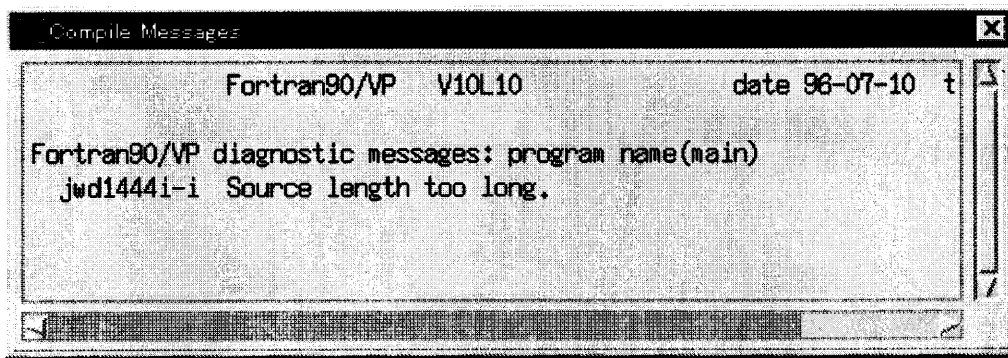 Compile Messages
Fortran90/VP V10L10 date 96-07-10 t
Fortran90/VP diagnostic messages: program name(main)
jwd1444i-i Source length too long.